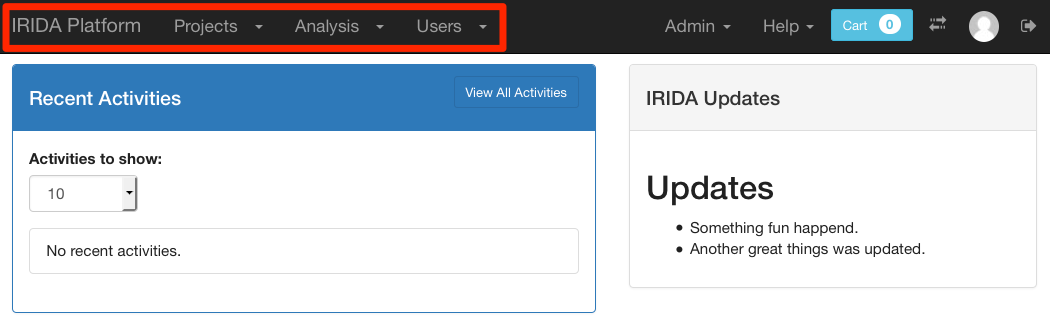 IRIDA Platform Projects Analysis Users Admin Help Cart 0
Recent Activities View All Activities
Activities to show:
10
No recent activities.
IRIDA Updates
Updates
Something fun happend.
Another great things was updated.